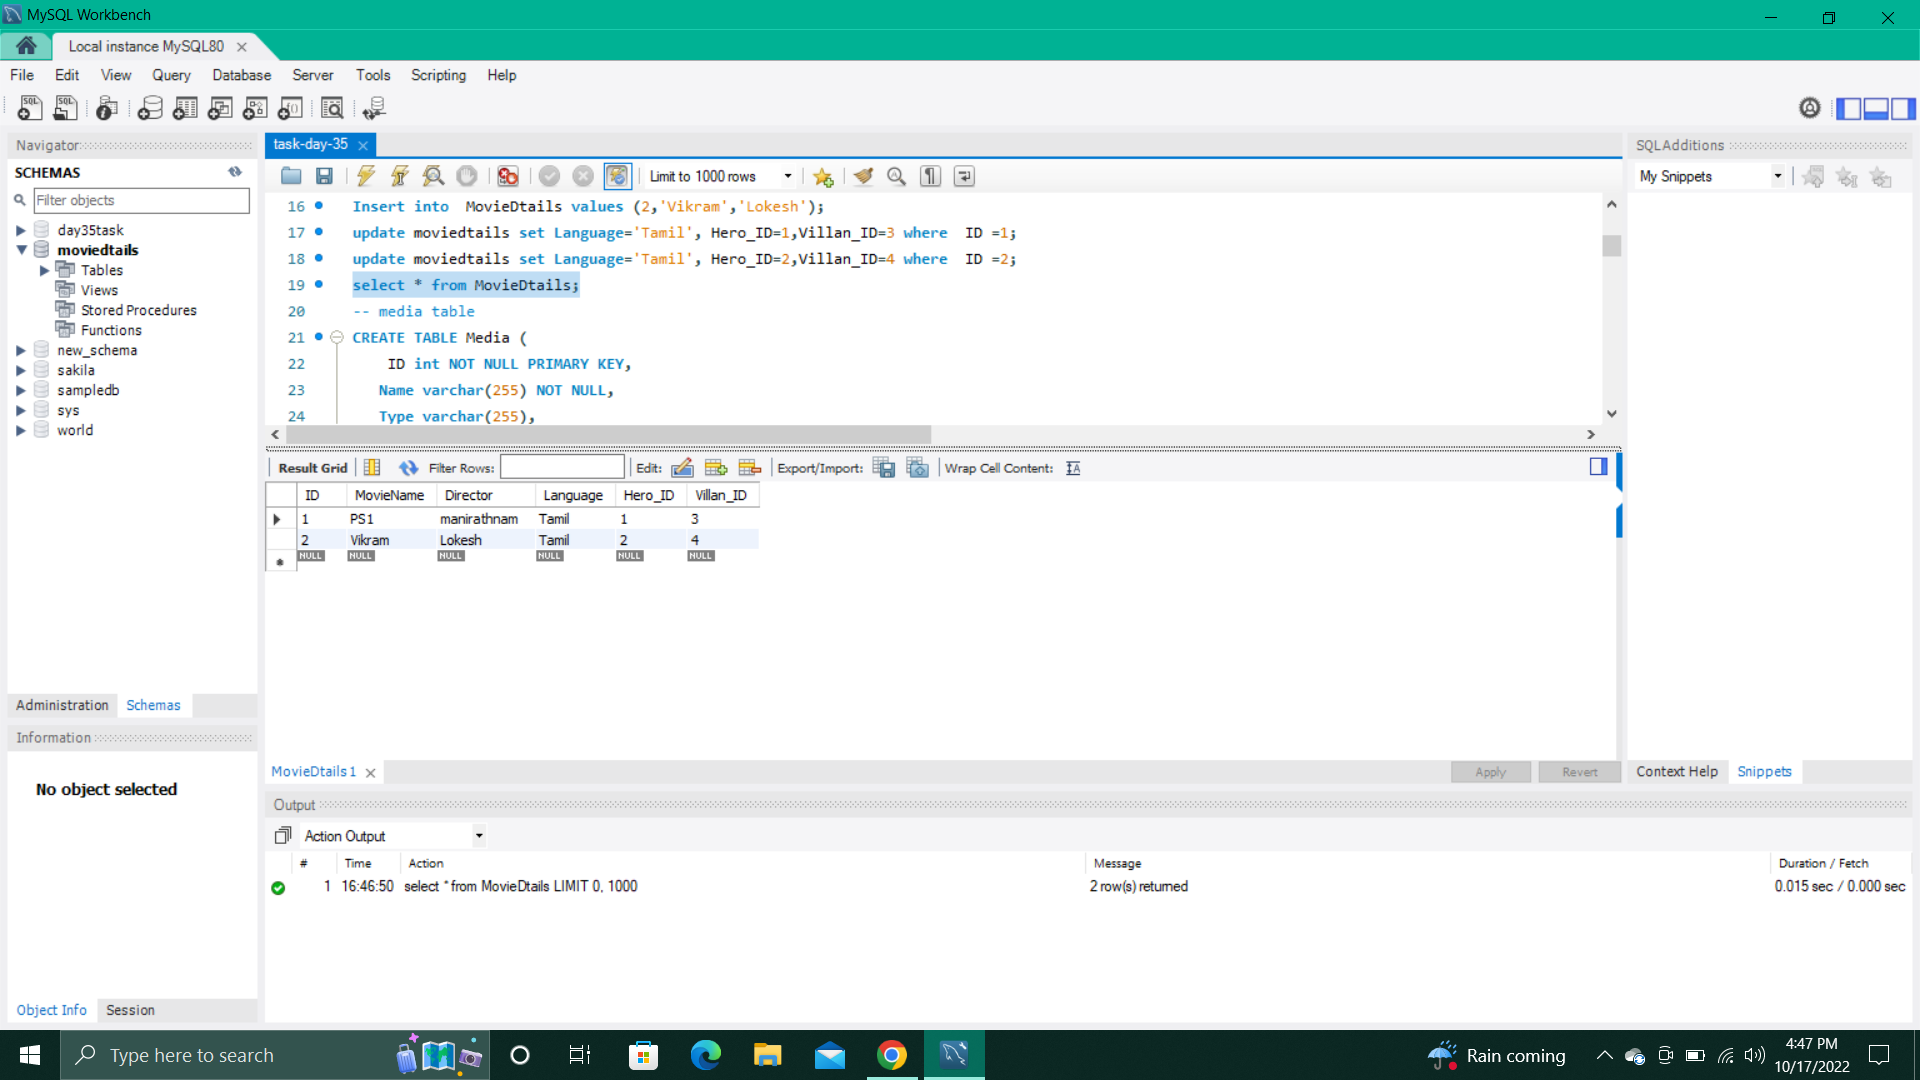 MySQL Workbench
Local instance MySQL80
File Edit View Query Database Server Tools Scripting Help
Navigator
SCHEMAS
Filter objects
day35task
moviedtails
Tables
Views
Stored Procedures
Functions
new_schema
sakila
sampledb
sys
world
Administration Schemas
Information
No object selected
Object Info Session
task-day-35
Limit to 1000 rows
16 Insert into  MovieDtails values (2,'Vikram','Lokesh');
17 update moviedtails set Language='Tamil', Hero_ID=1,Villan_ID=3 where  ID =1;
18 update moviedtails set Language='Tamil', Hero_ID=2,Villan_ID=4 where  ID =2;
19 select * from MovieDtails;
20 -- media table
21 CREATE TABLE Media (
22 ID int NOT NULL PRIMARY KEY,
23 Name varchar(255) NOT NULL,
24 Type varchar(255),
Result Grid Filter Rows: Edit: Export/Import: Wrap Cell Content:
ID MovieName Director Language Hero_ID Villan_ID
1 PS1 manirathnam Tamil 1 3
2 Vikram Lokesh Tamil 2 4
NULL NULL NULL NULL NULL NULL
MovieDtails 1
Apply Revert
SQLAdditions
My Snippets
Context Help Snippets
Output
Action Output
# Time Action Message Duration / Fetch
1 16:46:50 select * from MovieDtails LIMIT 0, 1000 2 row(s) returned 0.015 sec / 0.000 sec
Type here to search
Rain coming
4:47 PM
10/17/2022